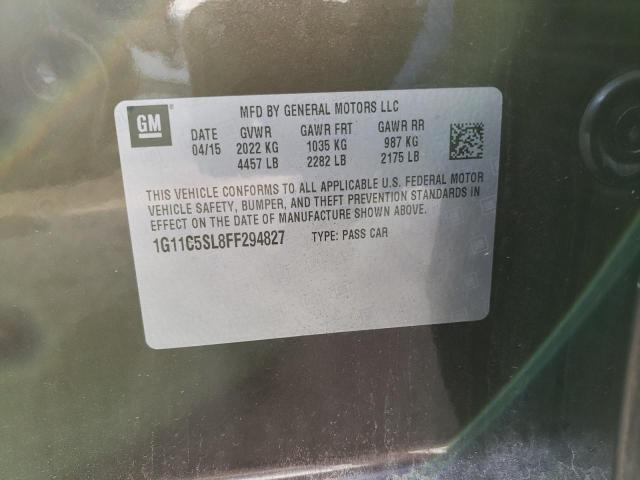 GM
MFD BY GENERAL MOTORS LLC
DATE GVWR GAWR FRT GAWR RR
04/15 2022 KG 1035 KG 987 KG
4457 LB 2282 LB 2175 LB
THIS VEHICLE CONFORMS TO ALL APPLICABLE U.S. FEDERAL MOTOR
VEHICLE SAFETY, BUMPER, AND THEFT PREVENTION STANDARDS IN
EFFECT ON THE DATE OF MANUFACTURE SHOWN ABOVE.
1G11C5SL8FF294827 TYPE: PASS CAR